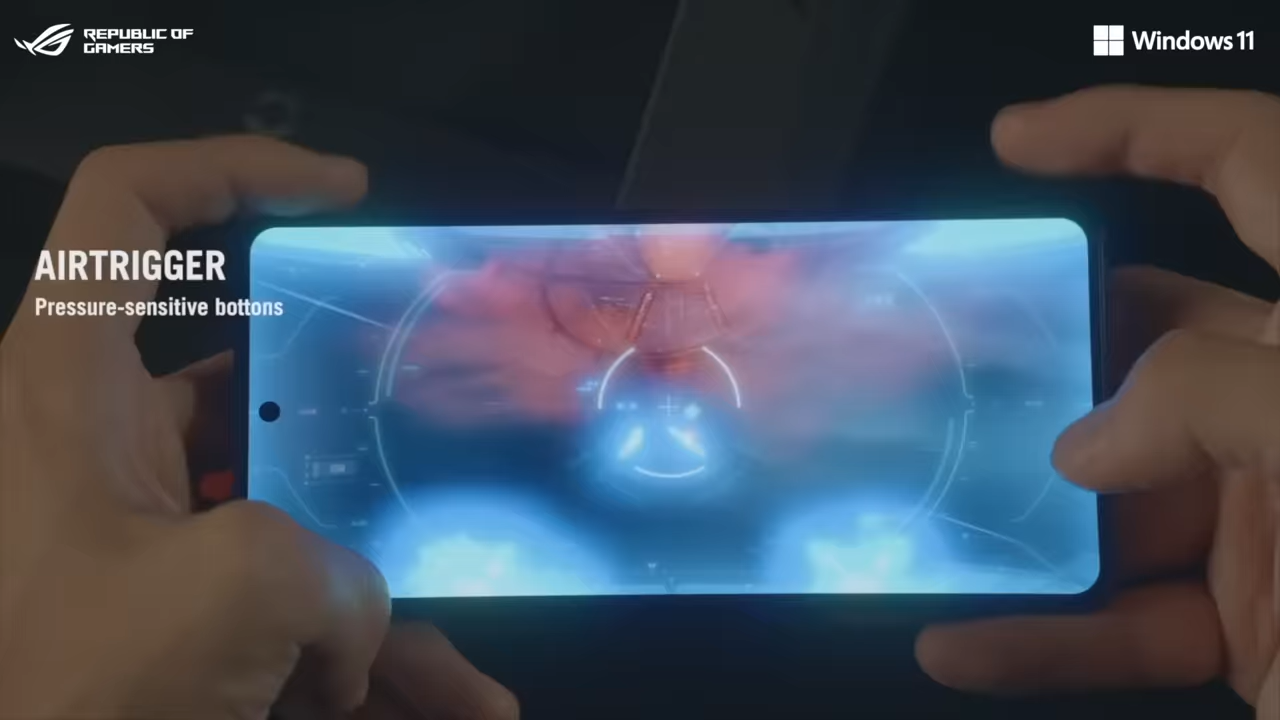 REPUBLIC OF
GAMERS
Windows 11
AIRTRIGGER
Pressure-sensitive bottons